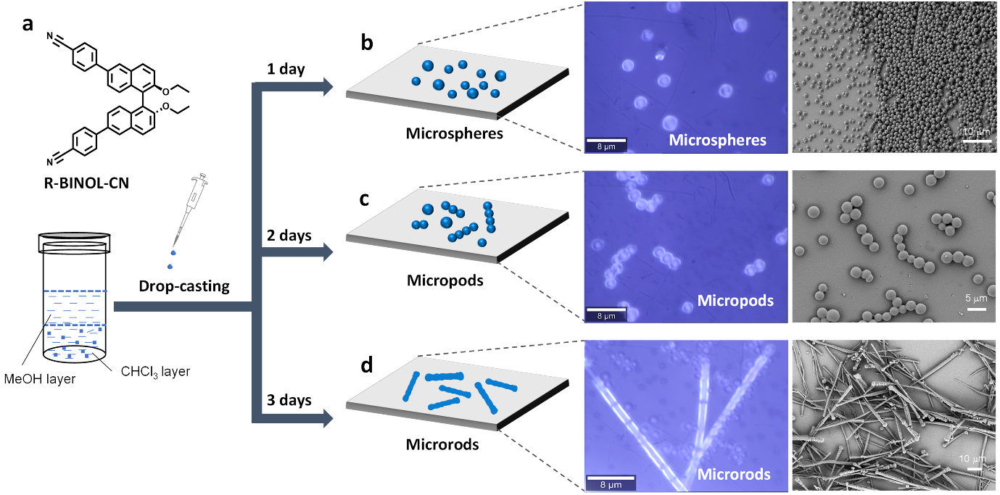 a
N
O
O
N
R-BINOL-CN
Drop-casting
MeOH layer
CHCl₃ layer
1 day
2 days
3 days
b
Microspheres
8 μm
Microspheres
10 μm
c
Micropods
8 μm
Micropods
5 μm
d
Microrods
8 μm
Microrods
10 μm